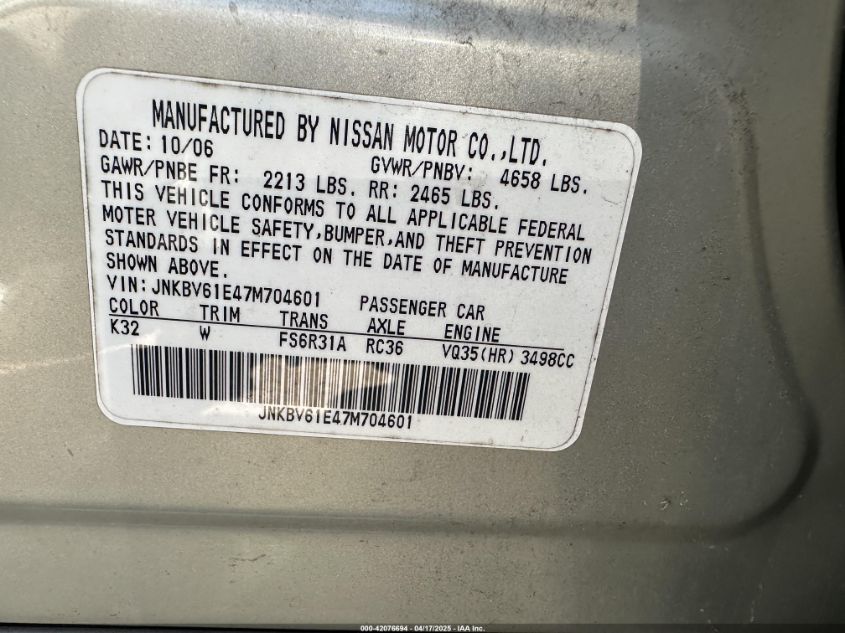 MANUFACTURED BY NISSAN MOTOR CO.,LTD.
DATE: 10/06 GVWR/PNBV: 4658 LBS.
GAWR/PNBE FR: 2213 LBS. RR: 2465 LBS.
THIS VEHICLE CONFORMS TO ALL APPLICABLE FEDERAL
MOTER VEHICLE SAFETY,BUMPER,AND THEFT PREVENTION
STANDARDS IN EFFECT ON THE DATE OF MANUFACTURE
SHOWN ABOVE.
VIN: JNKBV61E47M704601 PASSENGER CAR
COLOR TRIM TRANS AXLE ENGINE
K32 W FS6R31A RC36 VQ35(HR) 3498CC
JNKBV61E47M704601
000-42076694 - 04/17/2025 - IAA Inc.